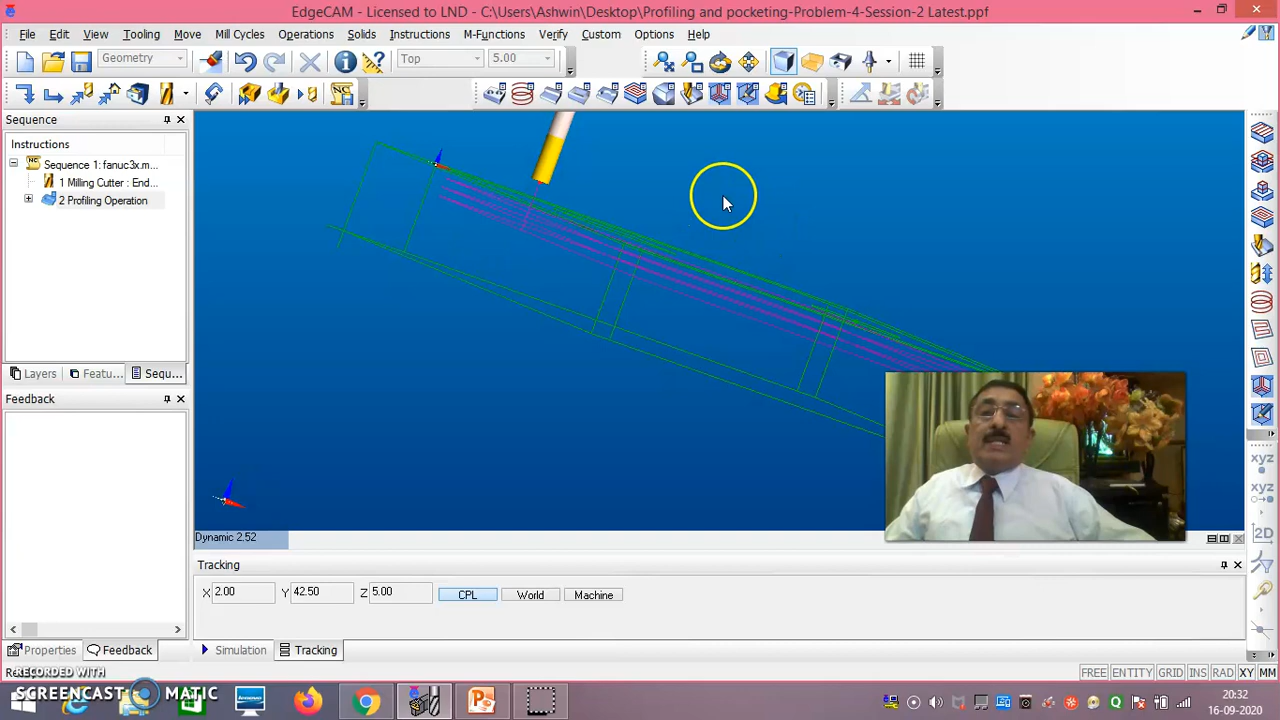 EdgeCAM - Licensed to LND - C:\Users\Ashwin\Desktop\Profiling and pocketing-Problem-4-Session-2 Latest.ppf
File Edit View Tooling Move Mill Cycles Operations Solids Instructions M-Functions Verify Custom Options Help
Geometry Top 5.00
Sequence
Instructions
Sequence 1: fanuc3x.m...
1 Milling Cutter : End...
2 Profiling Operation
Layers Featu... Sequ...
Feedback
xyz
xyz
2D
Dynamic 2.52
Tracking
X 2.00 Y 42.50 Z 5.00 CPL World Machine
Properties Feedback Simulation Tracking
RECORDED WITH
SCREENCAST MATIC
FREE ENTITY GRID INS RAD XY MM
20:32
16-09-2020